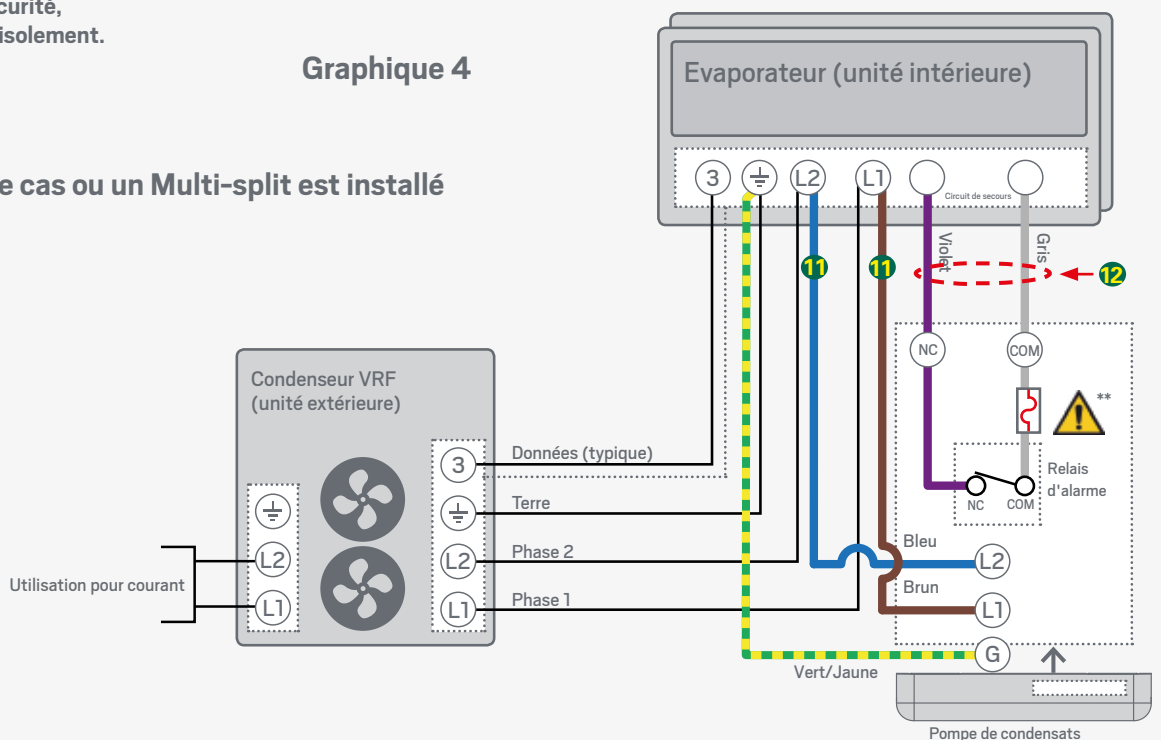 curité,
isolement.
Graphique 4
e cas ou un Multi-split est installé
Evaporateur (unité intérieure)
3
L2
L1
Circuit de secours
Violet
Gris
11
11
12
NC
COM
**
Relais
d'alarme
NC
COM
Condenseur VRF
(unité extérieure)
3
Données (typique)
Terre
L2
L2
Phase 2
L1
L1
Phase 1
Utilisation pour courant
Bleu
L2
Brun
L1
G
Vert/Jaune
Pompe de condensats